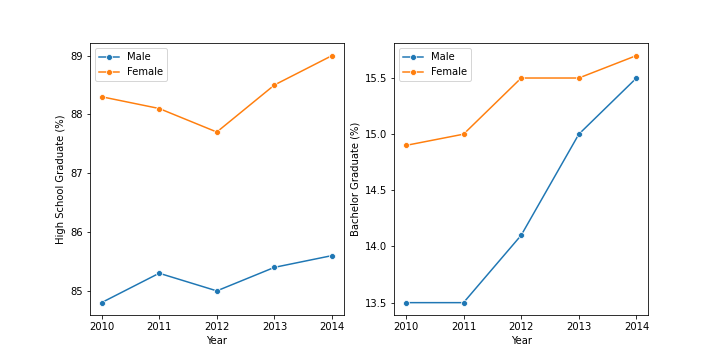 Male
Female
89
88
87
86
85
High School Graduate (%)
2010 2011 2012 2013 2014
Year
Male
Female
15.5
15.0
14.5
14.0
13.5
Bachelor Graduate (%)
2010 2011 2012 2013 2014
Year